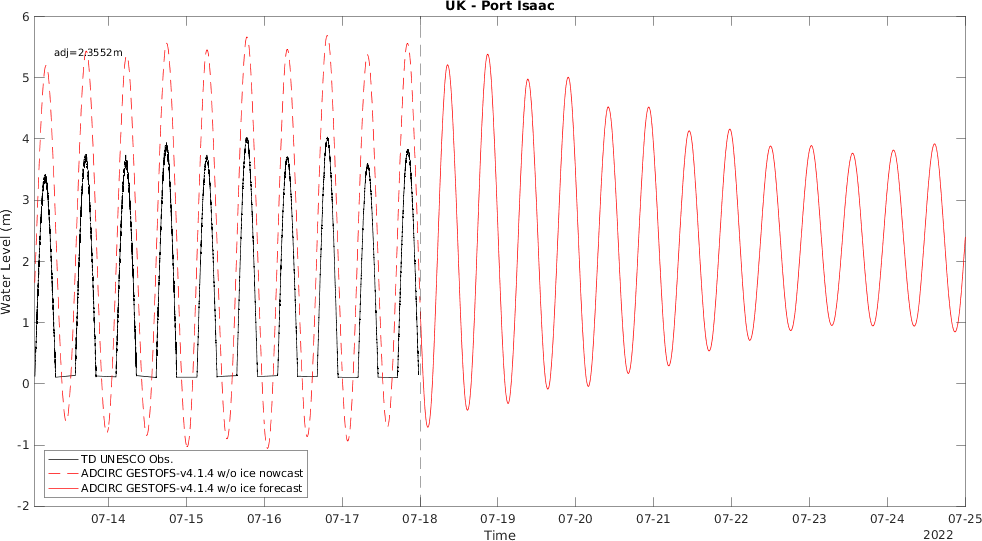 UK - Port Isaac
adj=2.3552m
Water Level (m)
6
5
4
3
2
1
0
-1
-2
TD UNESCO Obs.
ADCIRC GESTOFS-v4.1.4 w/o ice nowcast
ADCIRC GESTOFS-v4.1.4 w/o ice forecast
07-14 07-15 07-16 07-17 07-18 07-19 07-20 07-21 07-22 07-23 07-24 07-25
Time
2022